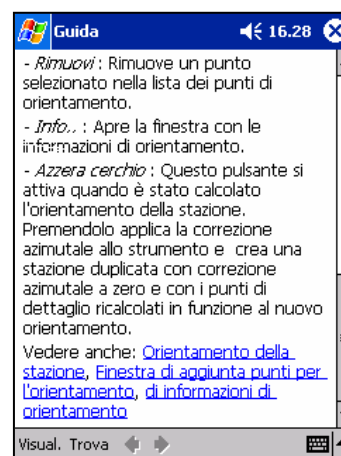 Guida 16.28
- Rimuovi : Rimuove un punto
selezionato nella lista dei punti di
orientamento.
- Info.. : Apre la finestra con le
informazioni di orientamento.
- Azzera cerchio : Questo pulsante si
attiva quando è stato calcolato
l'orientamento della stazione.
Premendolo applica la correzione
azimutale allo strumento e crea una
stazione duplicata con correzione
azimutale a zero e con i punti di
dettaglio ricalcolati in funzione al nuovo
orientamento.
Vedere anche: Orientamento della
stazione, Finestra di aggiunta punti per
l'orientamento, di informazioni di
orientamento
Visual. Trova